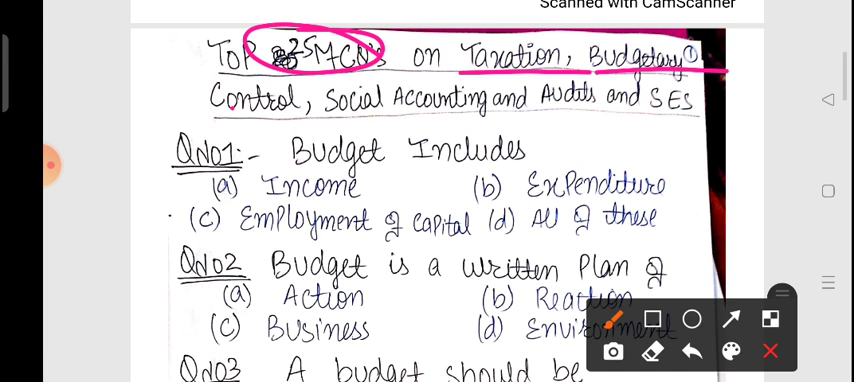 Scanned with CamScanner
TOP 25 MCQ's on Taxation, Budgetary 1
Control, Social Accounting and Audits and SES
QNO1:- Budget Includes
(a) Income (b) Expenditure
(c) Employment of Capital (d) All of these
QNO2 Budget is a written Plan of
(a) Action (b) Reaction
(c) Business (d) Environment
QNO3 A budget should be